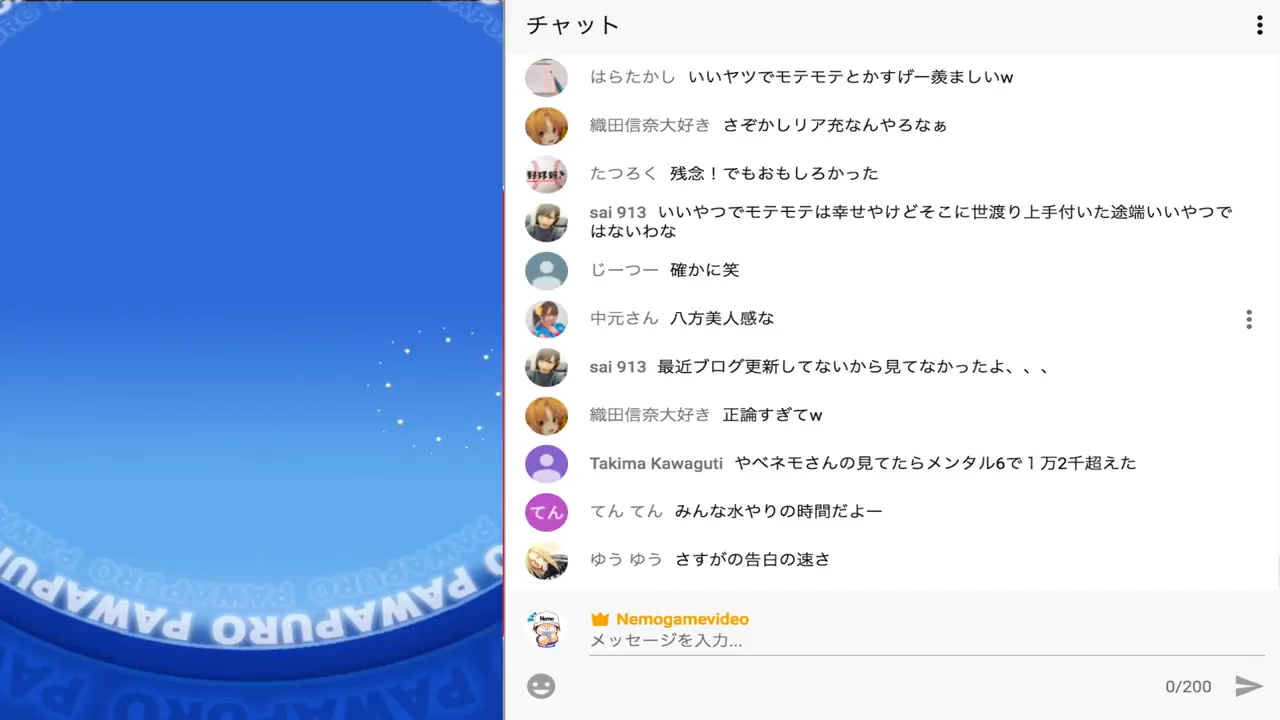 チャット
はらたかし いいヤツでモテモテとかすげー羨ましいw
織田信奈大好き さぞかしリア充なんやろなぁ
たつろく 残念！でもおもしろかった
sai 913 いいやつでモテモテは幸せやけどそこに世渡り上手付いた途端いいやつで
はないわな
じーつー 確かに笑
中元さん 八方美人感な
sai 913 最近ブログ更新してないから見てなかったよ、、、
織田信奈大好き 正論すぎてw
Takima Kawaguti やべネモさんの見てたらメンタル6で１万2千超えた
てん
てん てん みんな水やりの時間だよー
ゆう ゆう さすがの告白の速さ
Nemogamevideo
メッセージを入力...
0/200
PAWAPURO PAWAPURO PAWAPURO